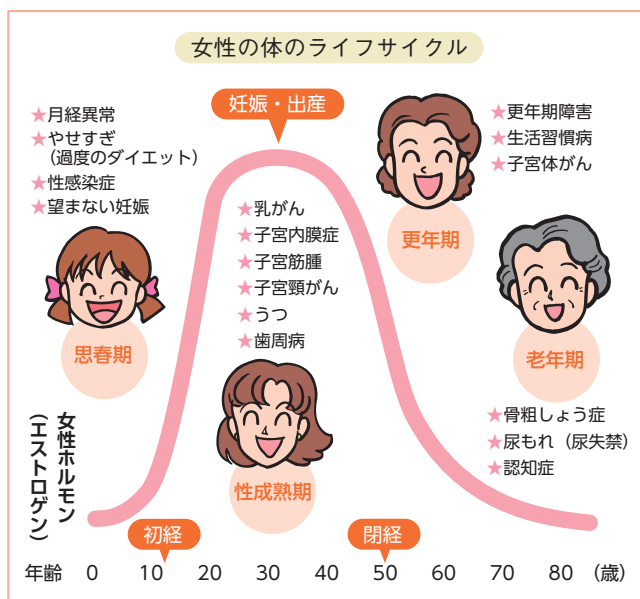 女性の体のライフサイクル
妊娠・出産
★月経異常
★やせすぎ
（過度のダイエット）
★性感染症
★望まない妊娠
思春期
★乳がん
★子宮内膜症
★子宮筋腫
★子宮頸がん
★うつ
★歯周病
性成熟期
★更年期障害
★生活習慣病
★子宮体がん
更年期
老年期
★骨粗しょう症
★尿もれ（尿失禁）
★認知症
女性ホルモン
（エストロゲン）
初経
閉経
年齢 0 10 20 30 40 50 60 70 80 （歳）